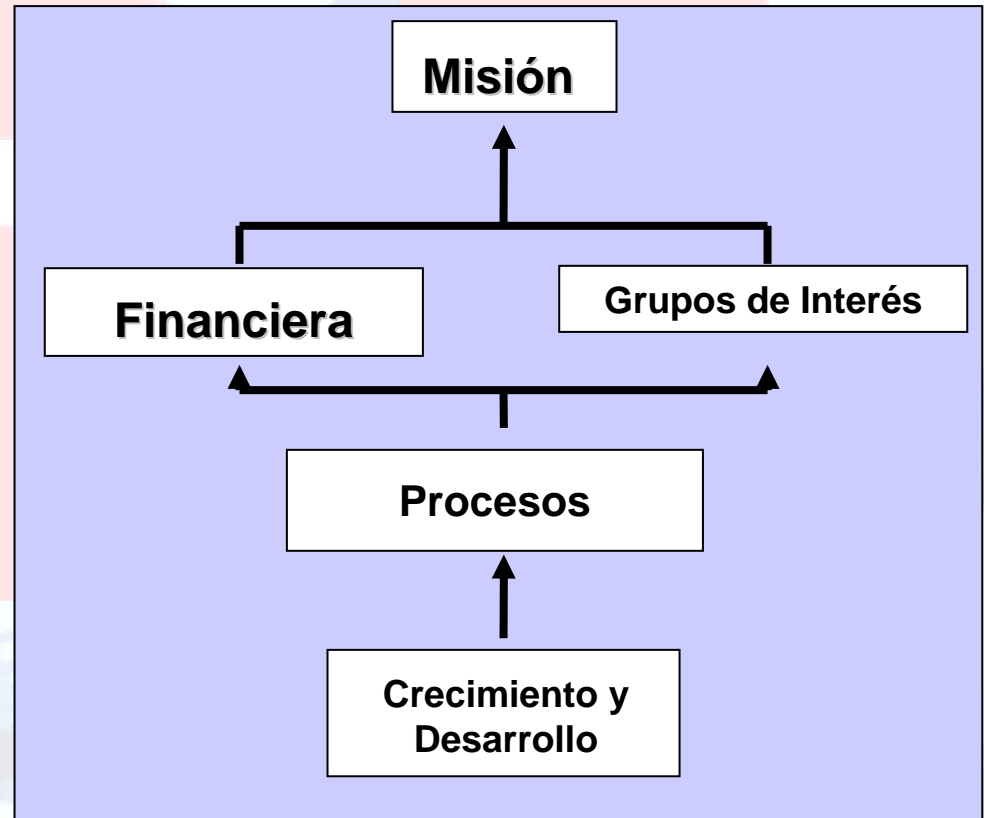 Misión
Financiera
Grupos de Interés
Procesos
Crecimiento y
Desarrollo